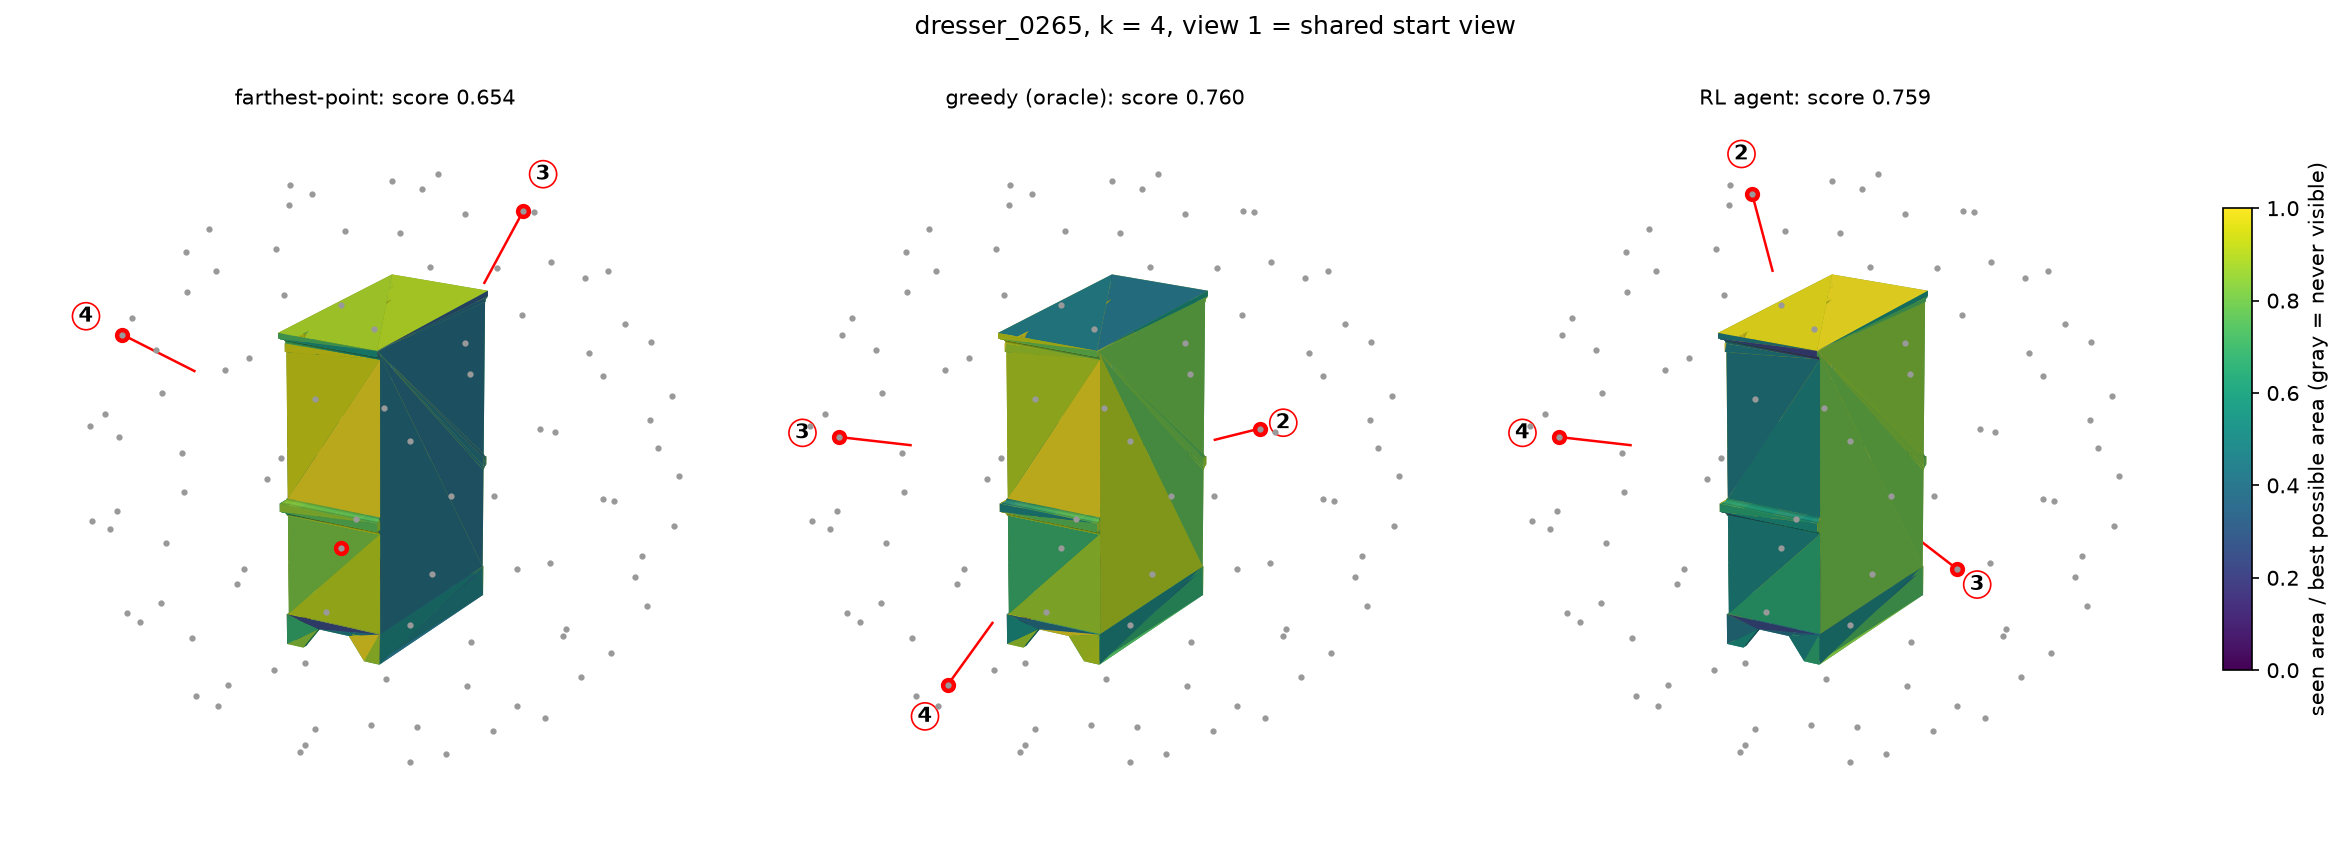 dresser_0265, k = 4, view 1 = shared start view
farthest-point: score 0.654
3
4
greedy (oracle): score 0.760
2
3
4
RL agent: score 0.759
2
4
3
1.0
0.8
0.6
0.4
0.2
0.0
seen area / best possible area (gray = never visible)